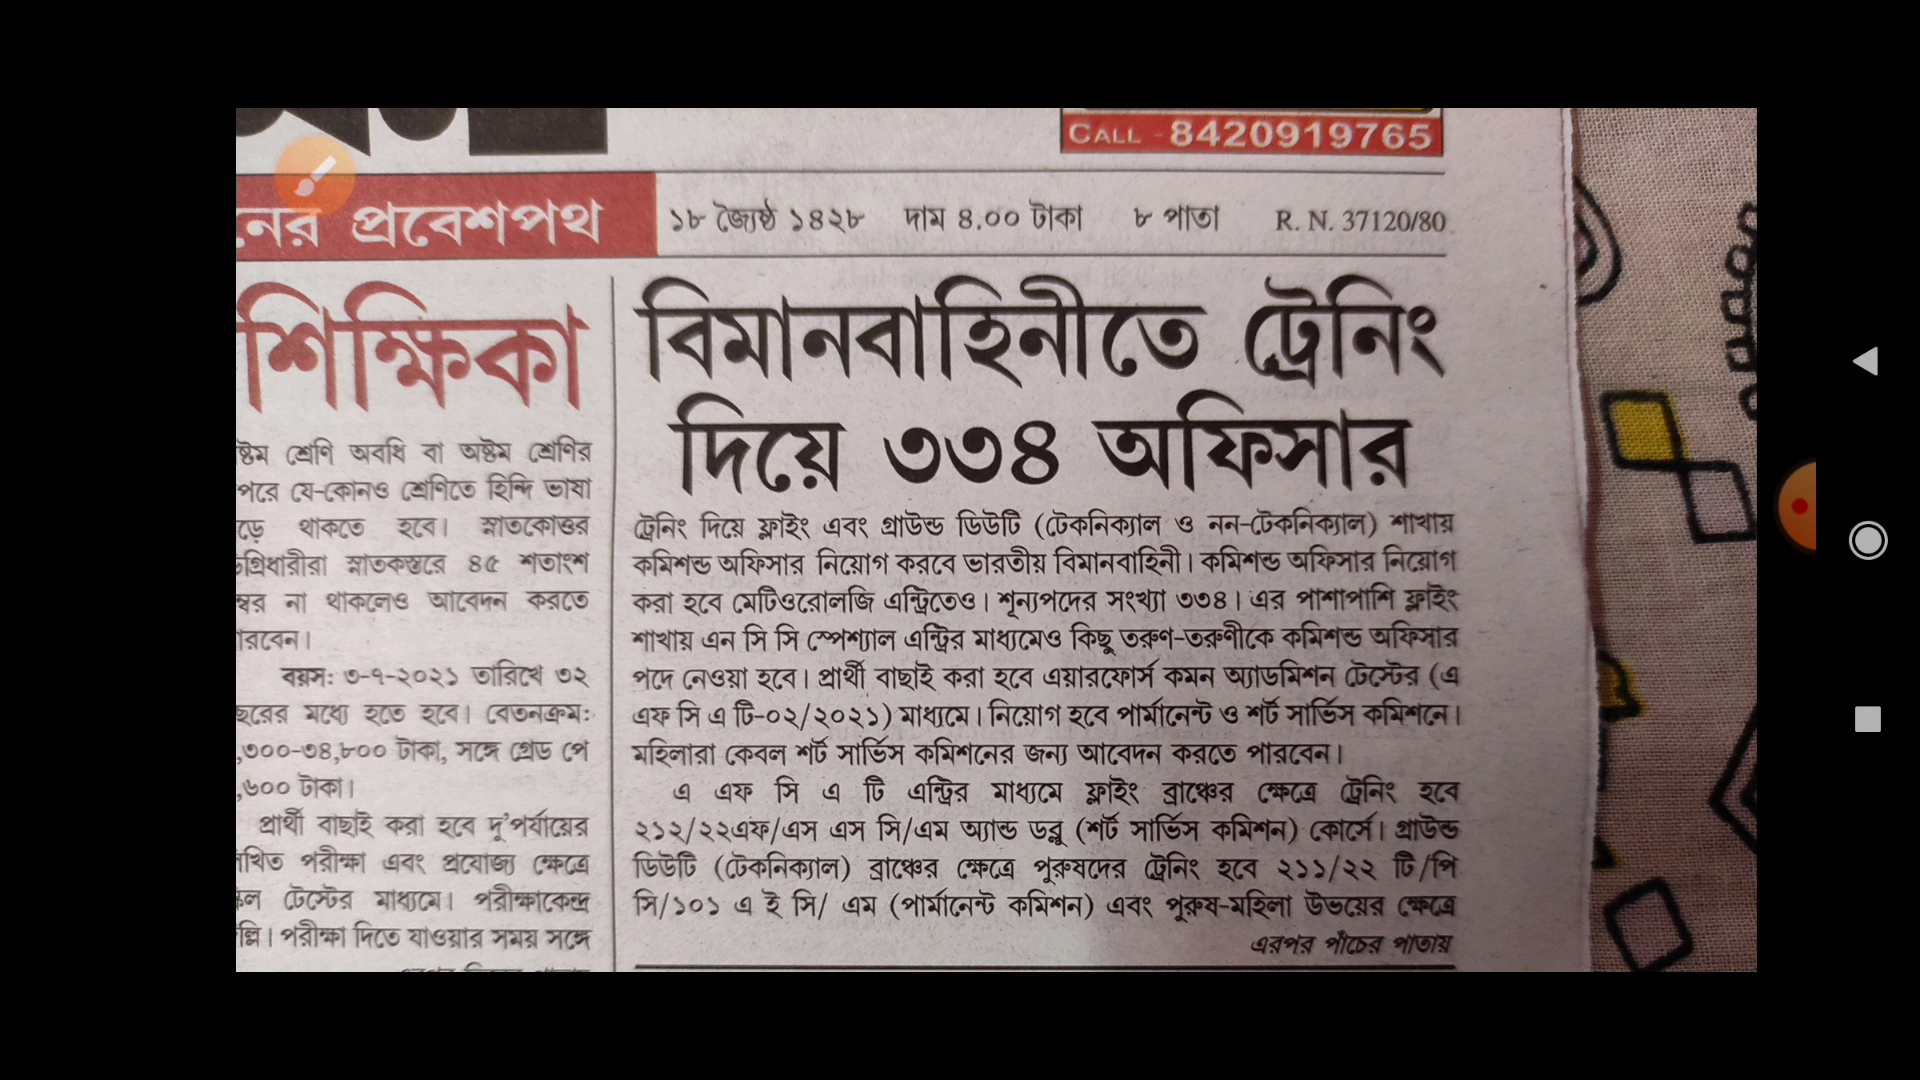 CALL - 8420919765
নের প্রবেশপথ
১৮ জ্যৈষ্ঠ ১৪২৮ দাম ৪.০০ টাকা ৮ পাতা R. N. 37120/80
শিক্ষিকা
ষ্টম শ্রেণি অবধি বা অষ্টম শ্রেণির
পরে যে-কোনও শ্রেণিতে হিন্দি ভাষা
ড়ে থাকতে হবে। স্নাতকোত্তর
গ্রিধারীরা স্নাতকস্তরে ৪৫ শতাংশ
ম্বর না থাকলেও আবেদন করতে
ারবেন।
বয়স: ৩-৭-২০২১ তারিখে ৩২
ছরের মধ্যে হতে হবে। বেতনক্রম:
,৩০০-৩৪,৮০০ টাকা, সঙ্গে গ্রেড পে
,৬০০ টাকা।
প্রার্থী বাছাই করা হবে দু'পর্যায়ের
খিত পরীক্ষা এবং প্রযোজ্য ক্ষেত্রে
ল টেস্টের মাধ্যমে। পরীক্ষাকেন্দ্র
ল্লি। পরীক্ষা দিতে যাওয়ার সময় সঙ্গে
বিমানবাহিনীতে ট্রেনিং
দিয়ে ৩৩৪ অফিসার
ট্রেনিং দিয়ে ফ্লাইং এবং গ্রাউন্ড ডিউটি (টেকনিক্যাল ও নন-টেকনিক্যাল) শাখায়
কমিশন্ড অফিসার নিয়োগ করবে ভারতীয় বিমানবাহিনী। কমিশন্ড অফিসার নিয়োগ
করা হবে মেটিওরোলজি এন্ট্রিতেও। শূন্যপদের সংখ্যা ৩৩৪। এর পাশাপাশি ফ্লাইং
শাখায় এন সি সি স্পেশ্যাল এন্ট্রির মাধ্যমেও কিছু তরুণ-তরুণীকে কমিশন্ড অফিসার
পদে নেওয়া হবে। প্রার্থী বাছাই করা হবে এয়ারফোর্স কমন অ্যাডমিশন টেস্টের (এ
এফ সি এ টি-০২/২০২১) মাধ্যমে। নিয়োগ হবে পার্মানেন্ট ও শর্ট সার্ভিস কমিশনে।
মহিলারা কেবল শর্ট সার্ভিস কমিশনের জন্য আবেদন করতে পারবেন।
এ এফ সি এ টি এন্ট্রির মাধ্যমে ফ্লাইং ব্রাঞ্চের ক্ষেত্রে ট্রেনিং হবে
২১২/২২এফ/এস এস সি/এম অ্যান্ড ডব্লু (শর্ট সার্ভিস কমিশন) কোর্সে। গ্রাউন্ড
ডিউটি (টেকনিক্যাল) ব্রাঞ্চের ক্ষেত্রে পুরুষদের ট্রেনিং হবে ২১১/২২ টি/পি
সি/১০১ এ ই সি/ এম (পার্মানেন্ট কমিশন) এবং পুরুষ-মহিলা উভয়ের ক্ষেত্রে
এরপর পাঁচের পাতায়